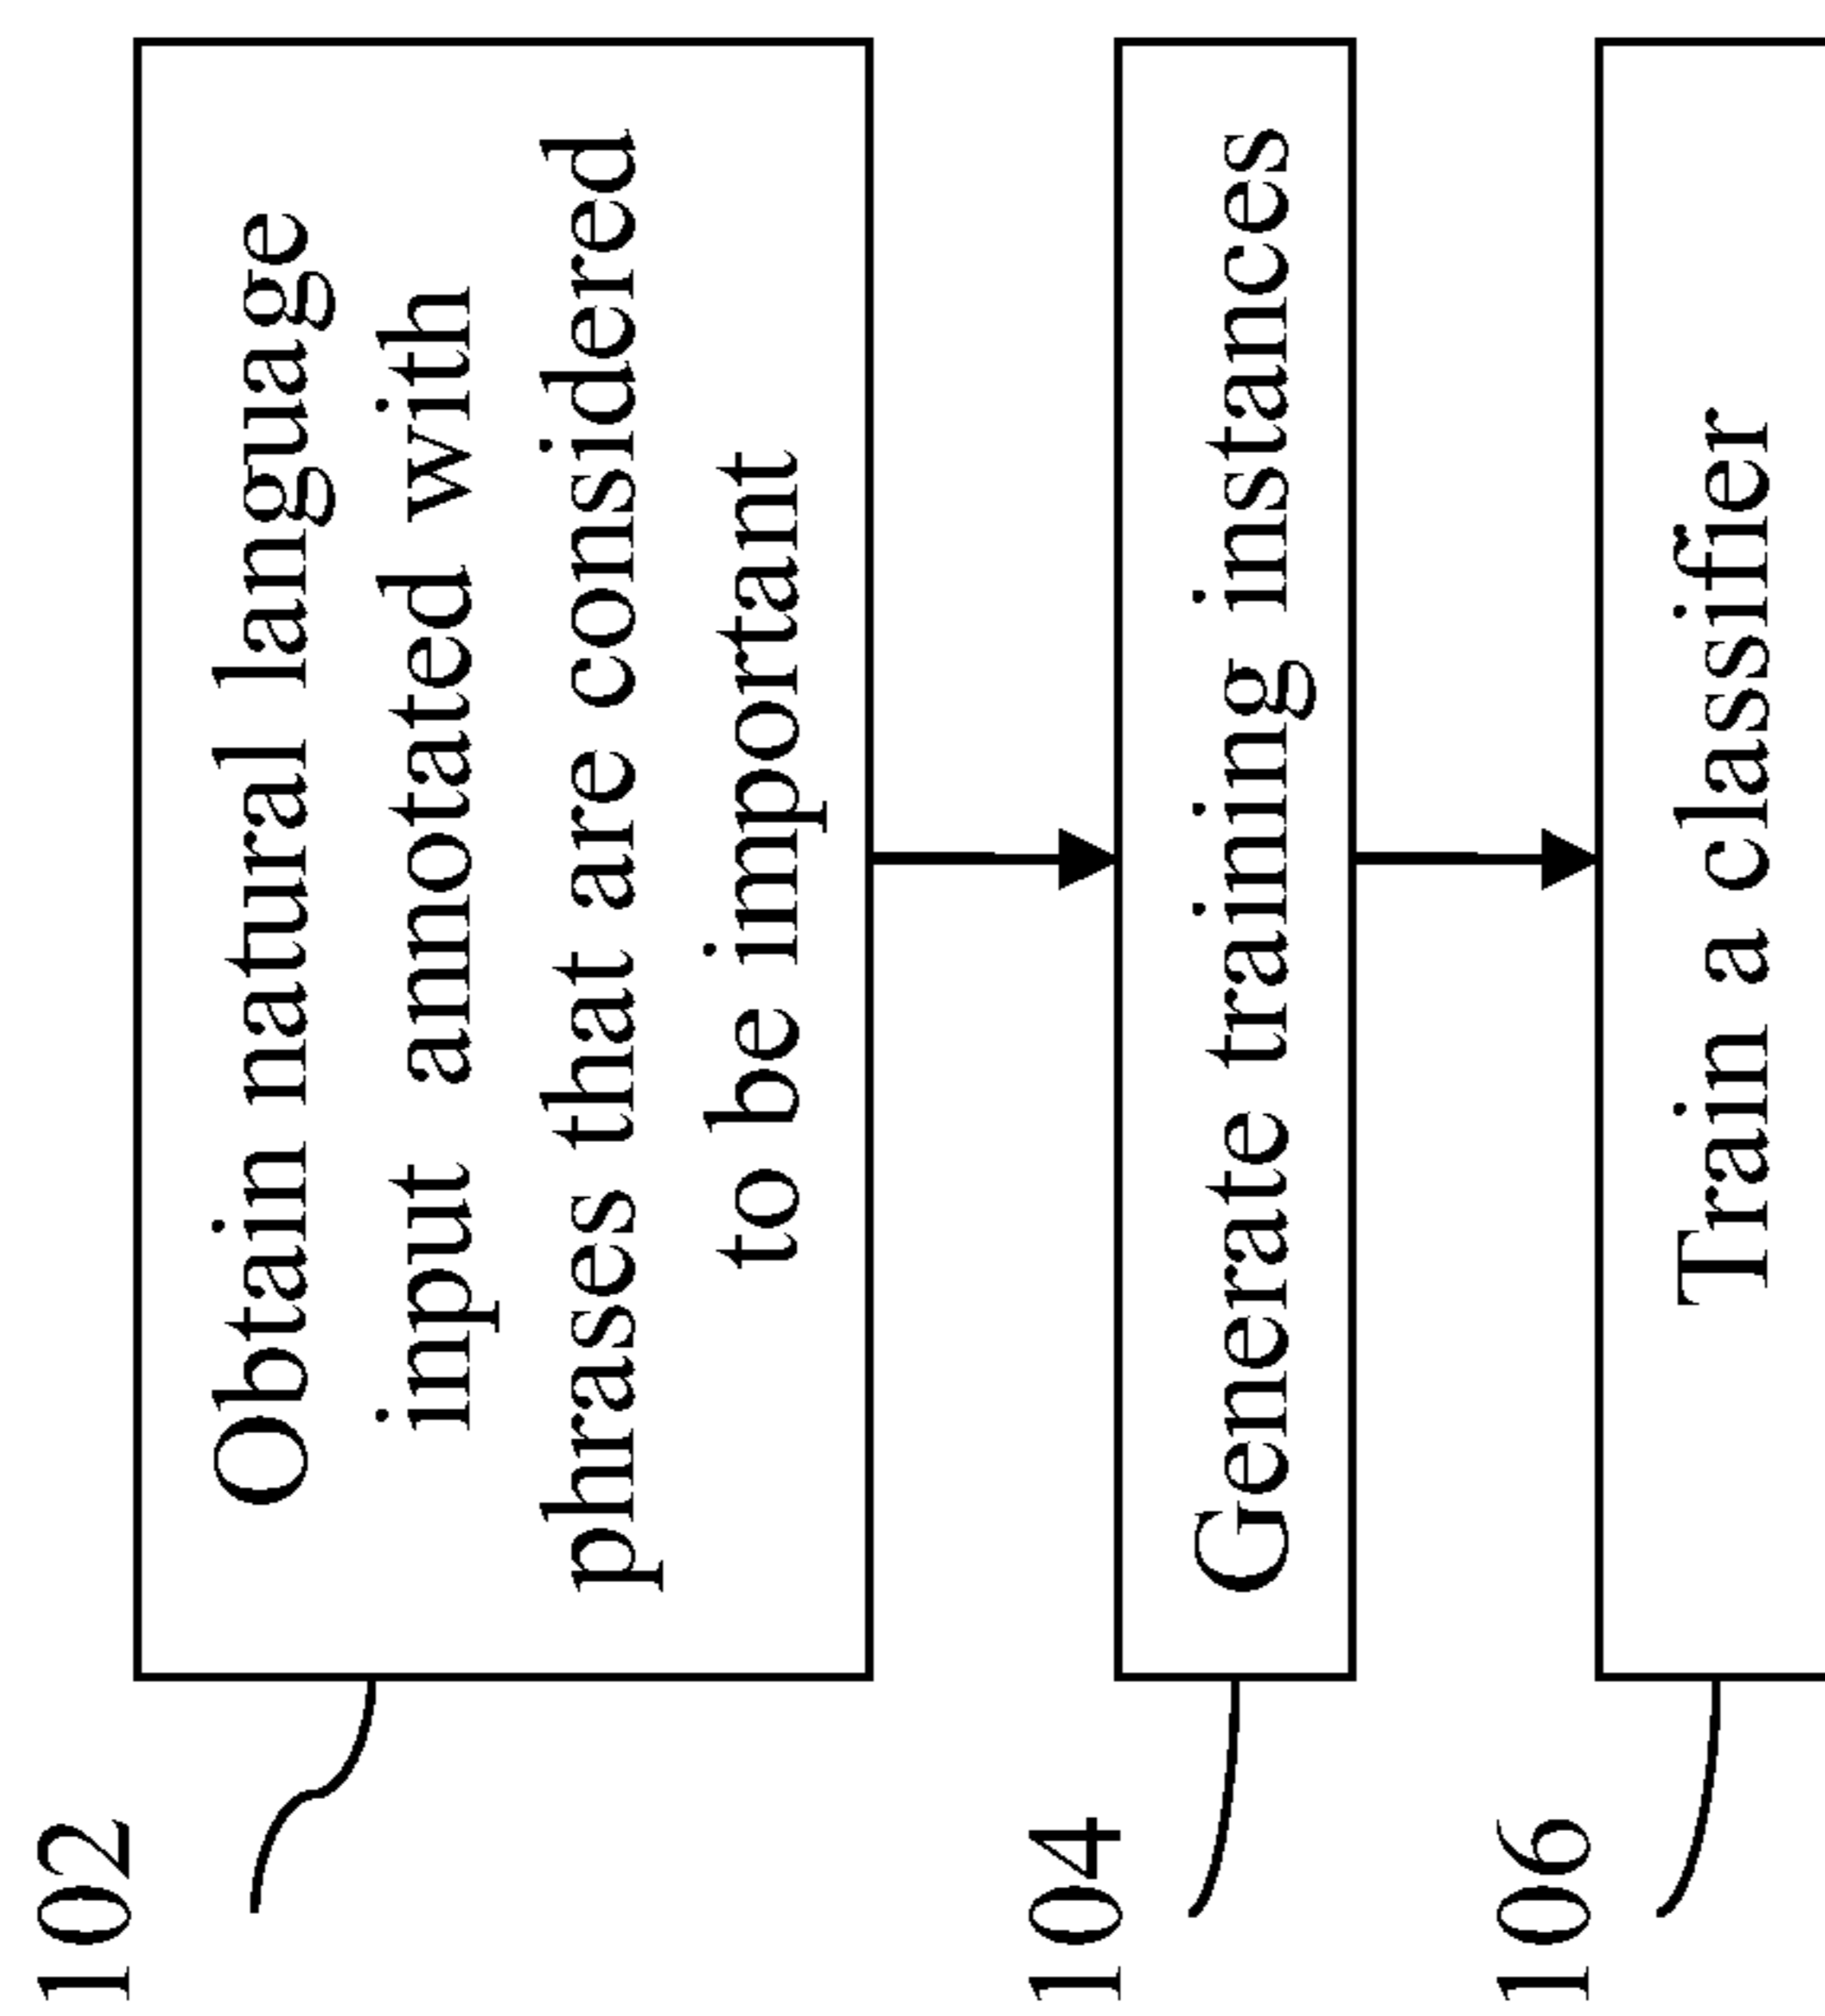 102
Obtain natural language
input annotated with
phrases that are considered
to be important
104
Generate training instances
106
Train a classifier